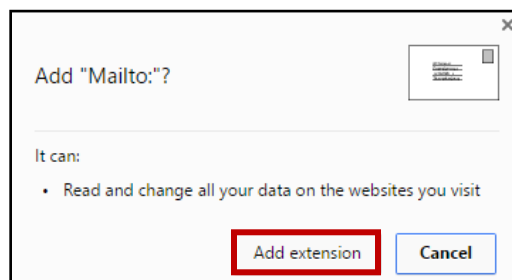 Add "Mailto:"?
It can:
• Read and change all your data on the websites you visit
Add extension
Cancel